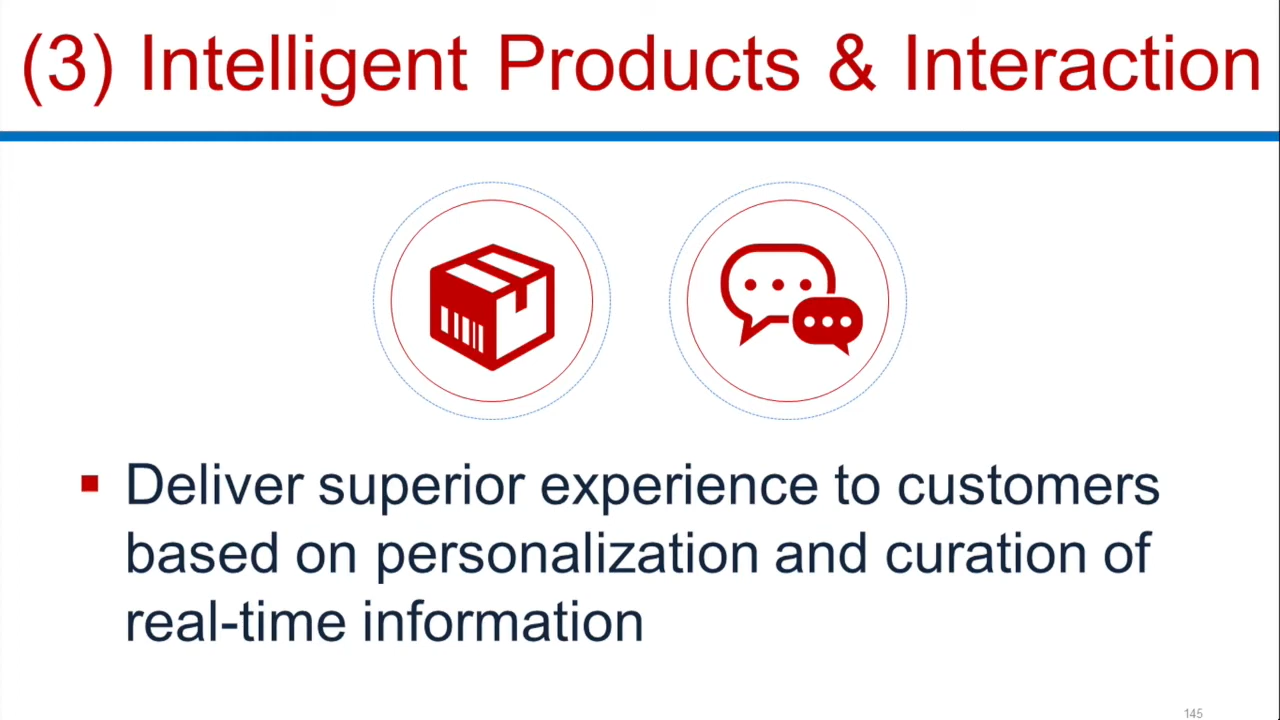 (3) Intelligent Products & Interaction
▪ Deliver superior experience to customers
based on personalization and curation of
real-time information
145